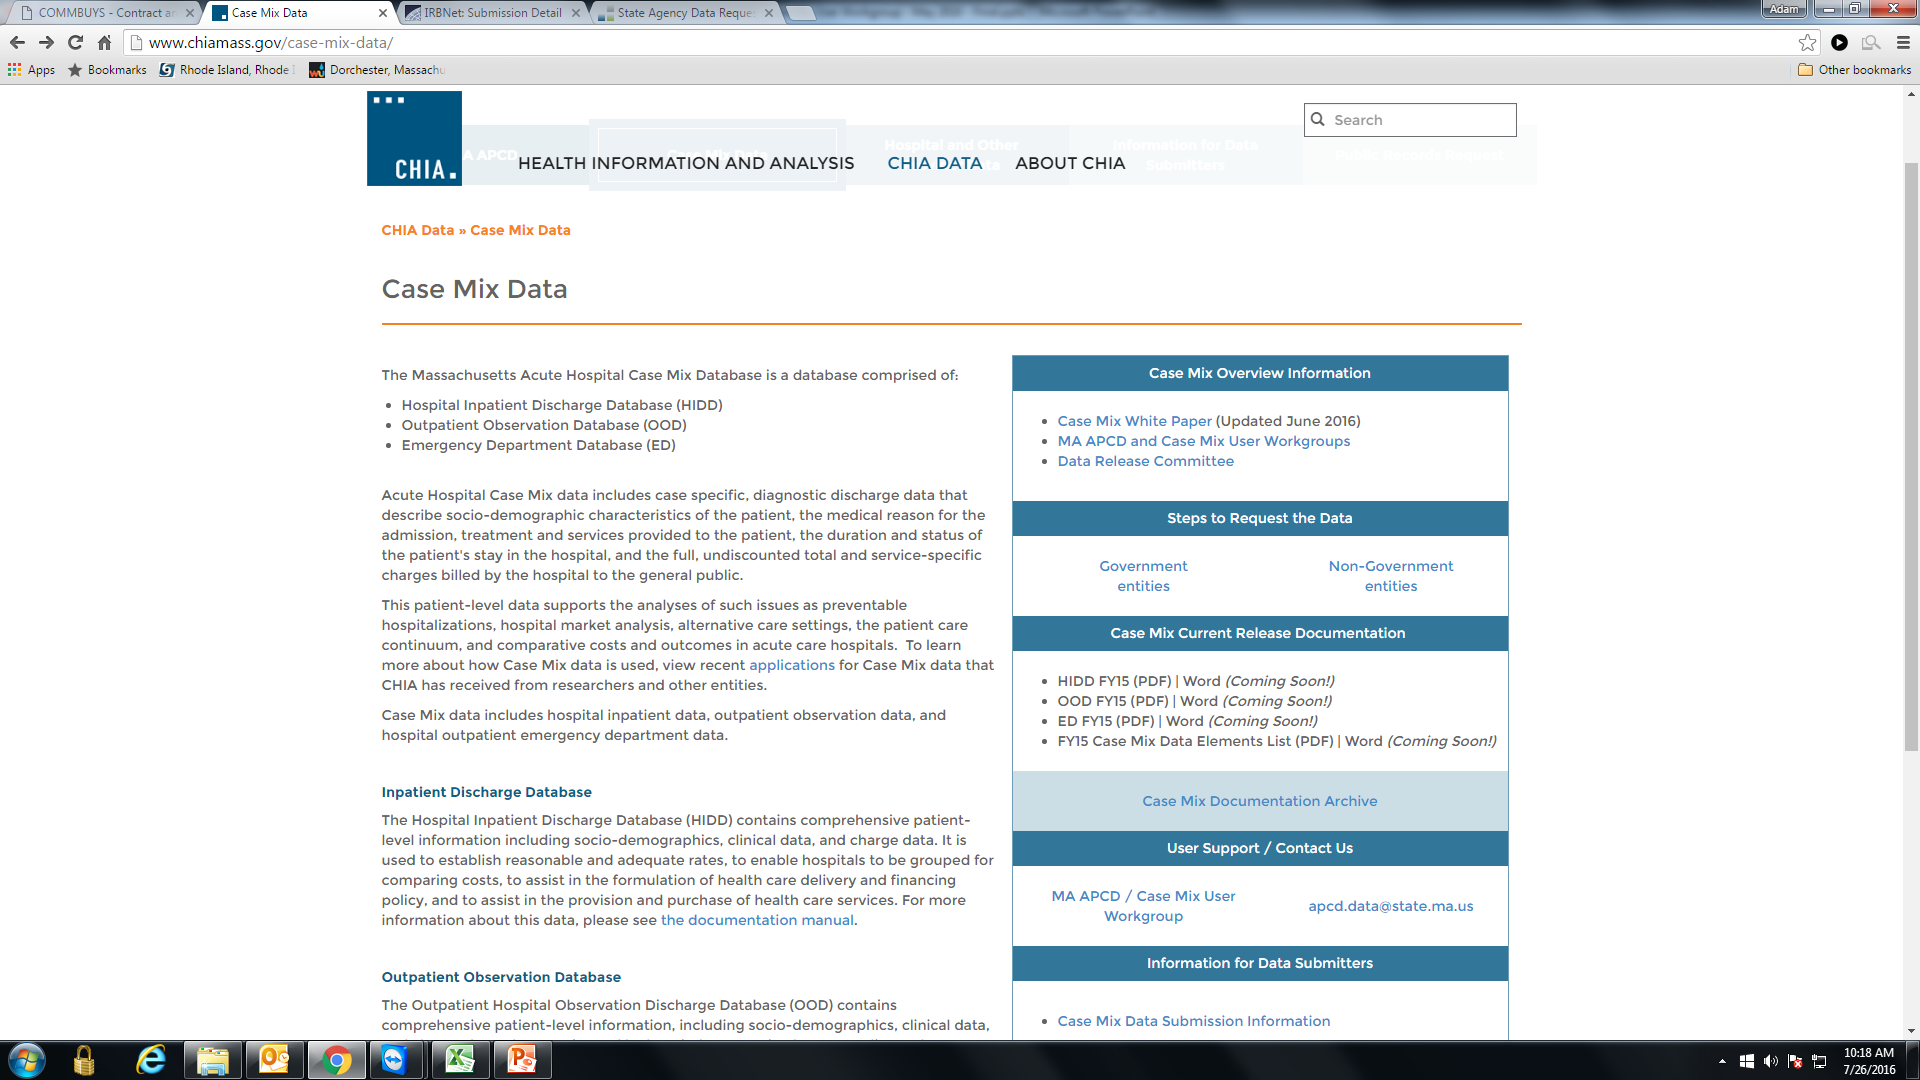 COMMBUYS - Contract a
Case Mix Data
IRBNet: Submission Detail
State Agency Data Reque
Adam
www.chiamass.gov/case-mix-data/
Apps
Bookmarks
Rhode Island, Rhode I
Dorchester, Massachu
Other bookmarks
CHIA.
Search
A APCD
Hospital and Other
Information for Data
Submitters
Public Records Request
HEALTH INFORMATION AND ANALYSIS
CHIA DATA
ABOUT CHIA
CHIA Data » Case Mix Data
Case Mix Data
The Massachusetts Acute Hospital Case Mix Database is a database comprised of:
Hospital Inpatient Discharge Database (HIDD)
Outpatient Observation Database (OOD)
Emergency Department Database (ED)
Acute Hospital Case Mix data includes case specific, diagnostic discharge data that
describe socio-demographic characteristics of the patient, the medical reason for the
admission, treatment and services provided to the patient, the duration and status of
the patient's stay in the hospital, and the full, undiscounted total and service-specific
charges billed by the hospital to the general public.
This patient-level data supports the analyses of such issues as preventable
hospitalizations, hospital market analysis, alternative care settings, the patient care
continuum, and comparative costs and outcomes in acute care hospitals. To learn
more about how Case Mix data is used, view recent applications for Case Mix data that
CHIA has received from researchers and other entities.
Case Mix data includes hospital inpatient data, outpatient observation data, and
hospital outpatient emergency department data.
Inpatient Discharge Database
The Hospital Inpatient Discharge Database (HIDD) contains comprehensive patient-
level information including socio-demographics, clinical data, and charge data. It is
used to establish reasonable and adequate rates, to enable hospitals to be grouped for
comparing costs, to assist in the formulation of health care delivery and financing
policy, and to assist in the provision and purchase of health care services. For more
information about this data, please see the documentation manual.
Outpatient Observation Database
The Outpatient Hospital Observation Discharge Database (OOD) contains
comprehensive patient-level information, including socio-demographics, clinical data,
Case Mix Overview Information
Case Mix White Paper (Updated June 2016)
MA APCD and Case Mix User Workgroups
Data Release Committee
Steps to Request the Data
Government
entities
Non-Government
entities
Case Mix Current Release Documentation
HIDD FY15 (PDF) | Word (Coming Soon!)
OOD FY15 (PDF) | Word (Coming Soon!)
ED FY15 (PDF) | Word (Coming Soon!)
FY15 Case Mix Data Elements List (PDF) | Word (Coming Soon!)
Case Mix Documentation Archive
User Support / Contact Us
MA APCD / Case Mix User
Workgroup
apcd.data@state.ma.us
Information for Data Submitters
Case Mix Data Submission Information
10:18 AM
7/26/2016